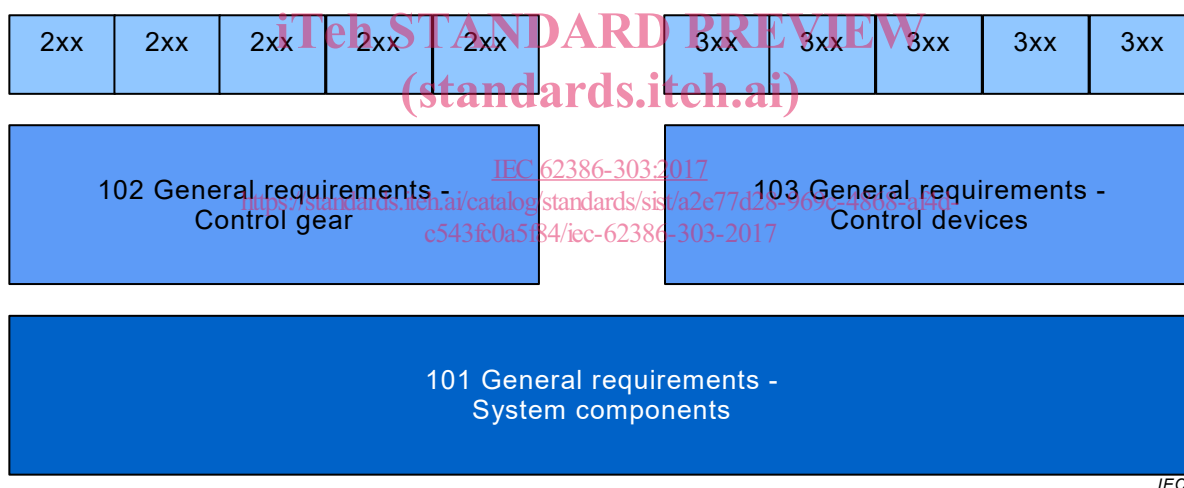 iTeh STANDARD PREVIEW
2xx 2xx 2xx 2xx 2xx 3xx 3xx 3xx 3xx 3xx
(standards.iteh.ai)
IEC 62386-303:2017
102 General requirements -
Control gear
103 General requirements -
Control devices
https://standards.iteh.ai/catalog/standards/sist/a2e77d28-969c-4868-af4d-
c543fc0a5f84/iec-62386-303-2017
101 General requirements -
System components
IEC